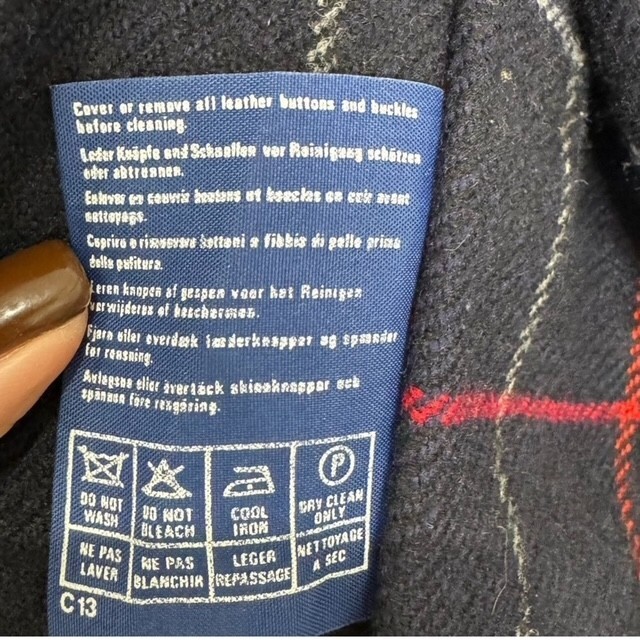 Cover or remove all leather buttons and buckles
before cleaning.
Leder Knöpfe und Schnallen vor Reinigung schützen
oder abtrennen.
Enlever ou couvrir boutons et boucles en cuir avant
nettoyage.
Coprire o rimuovere bottoni e fibbie di pelle prima
della pulitura.
Leren knopen af gespen voor het Reinigen
verwijderen of beschermen.
Fjern eller overdæk læderknapper og spænder
før rensning.
Avlägsna eller övertäck skinnknappar och
spännen före rengöring.
P
DO NOT WASH
DO NOT BLEACH
COOL IRON
DRY CLEAN ONLY
NE PAS LAVER
NE PAS BLANCHIR
LEGER REPASSAGE
NETTOYAGE A SEC
C13